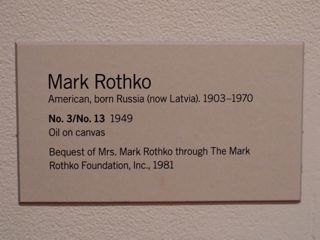 Mark Rothko
American, born Russia (now Latvia). 1903–1970
No. 3/No. 13 1949
Oil on canvas
Bequest of Mrs. Mark Rothko through The Mark
Rothko Foundation, Inc., 1981